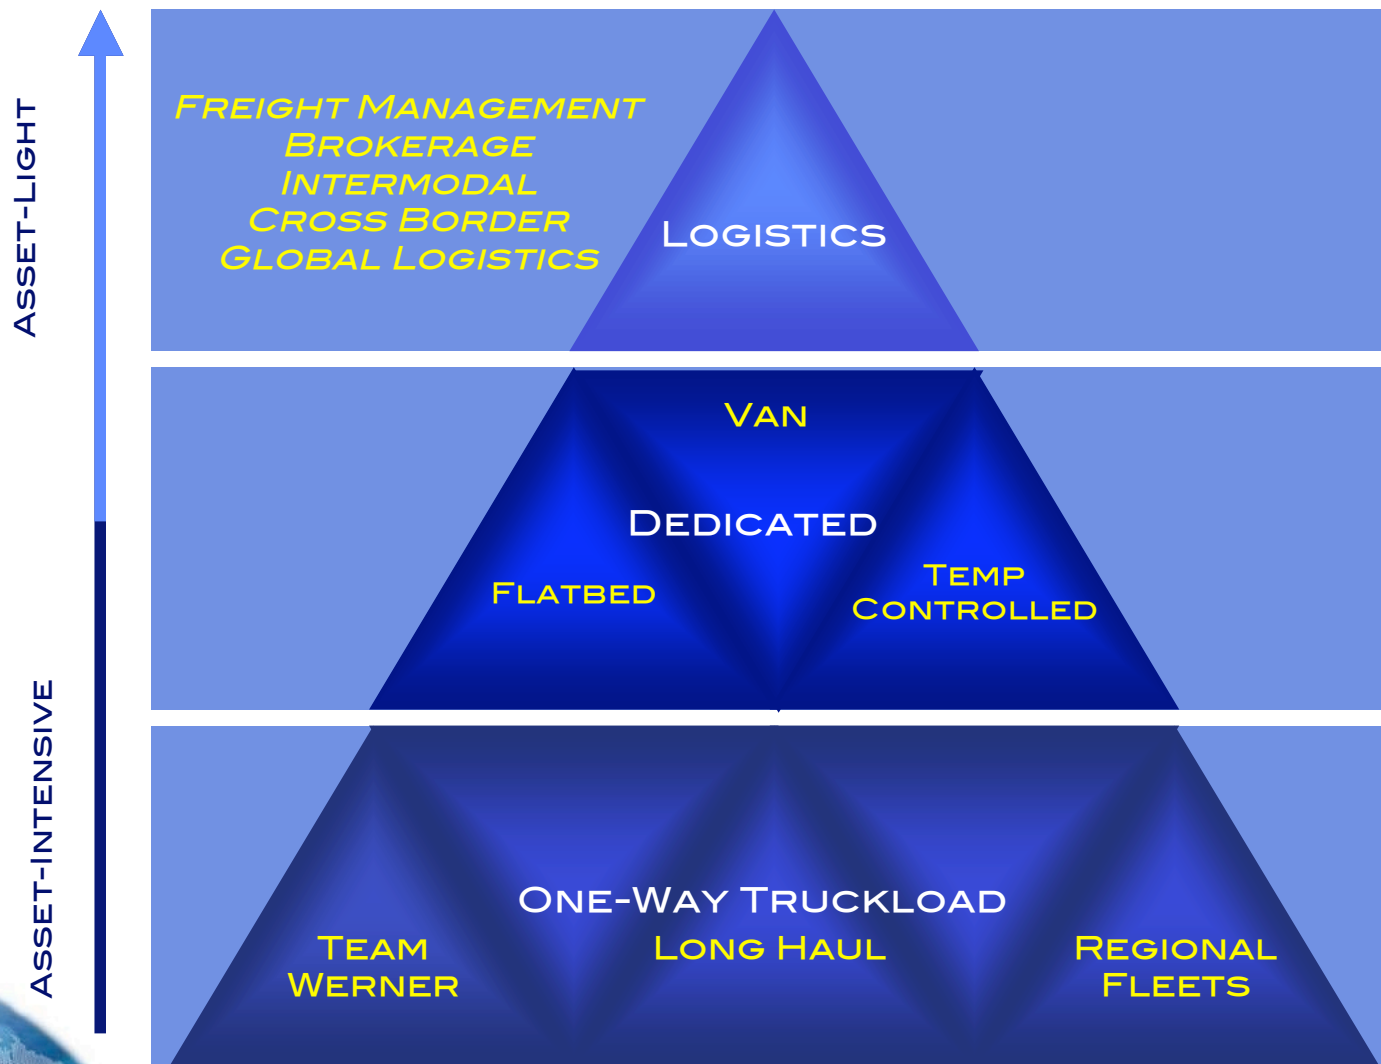 Asset-Light
Freight Management
Brokerage
Intermodal
Cross Border
Global Logistics
Logistics
Van
Dedicated
Flatbed
Temp
Controlled
Asset-Intensive
One-Way Truckload
Team
Werner
Long Haul
Regional
Fleets